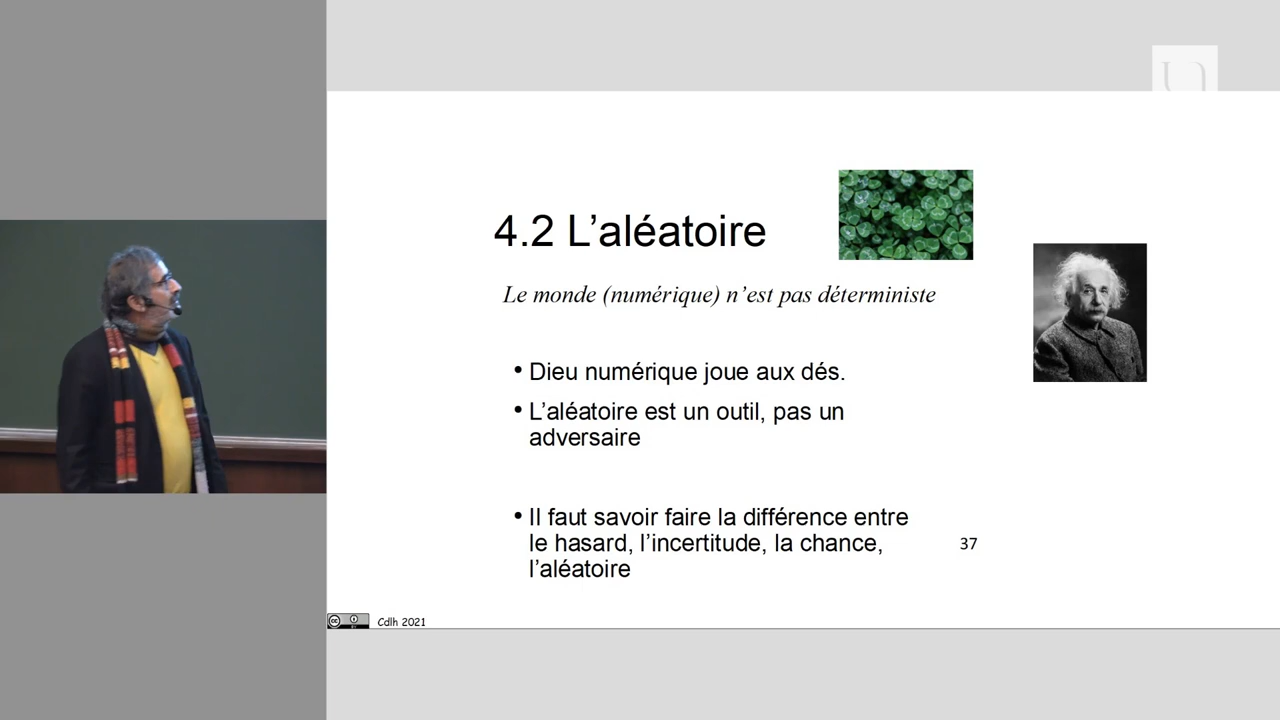 4.2 L’aléatoire
Le monde (numérique) n’est pas déterministe
• Dieu numérique joue aux dés.
• L’aléatoire est un outil, pas un
adversaire
• Il faut savoir faire la différence entre
le hasard, l’incertitude, la chance,
l’aléatoire
37
Cdlh 2021